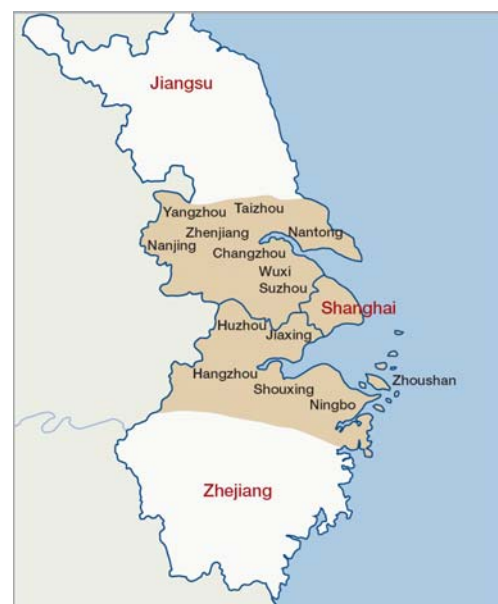 Jiangsu
Yangzhou
Taizhou
Zhenjiang
Nantong
Nanjing
Changzhou
Wuxi
Suzhou
Shanghai
Huzhou
Jiaxing
Zhoushan
Hangzhou
Shouxing
Ningbo
Zhejiang